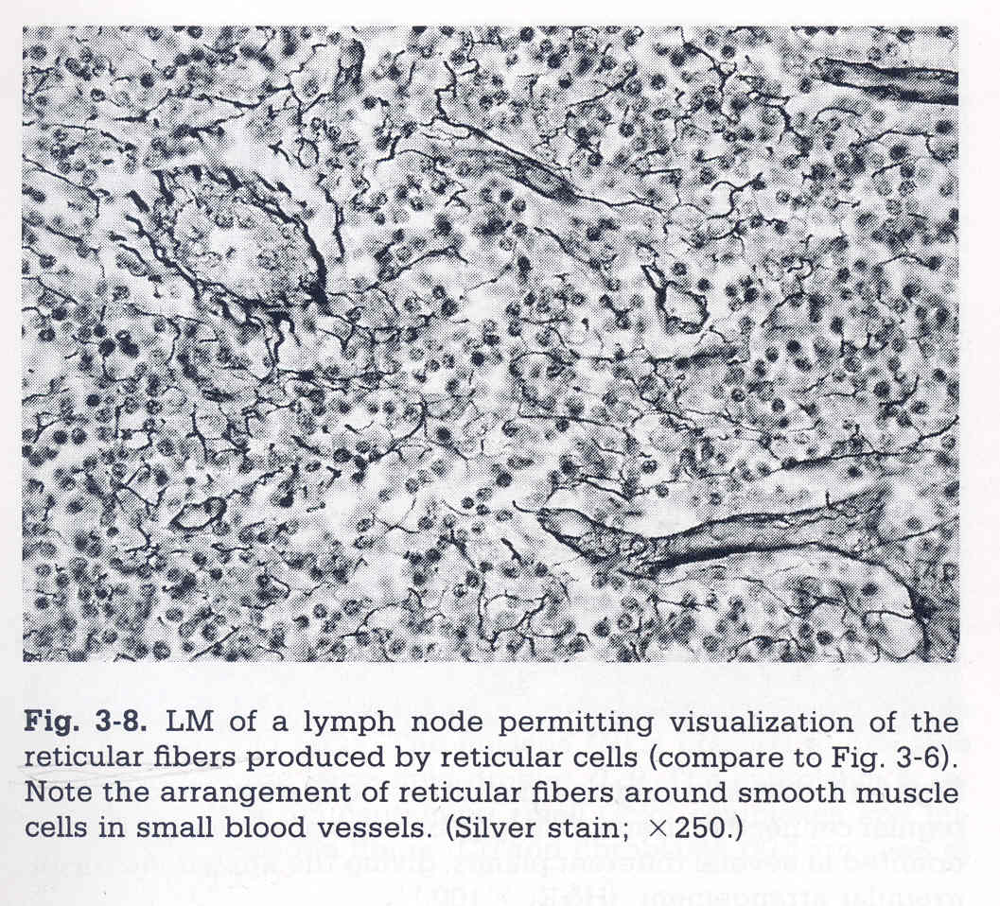 Fig. 3-8. LM of a lymph node permitting visualization of the
reticular fibers produced by reticular cells (compare to Fig. 3-6).
Note the arrangement of reticular fibers around smooth muscle
cells in small blood vessels. (Silver stain; ×250.)